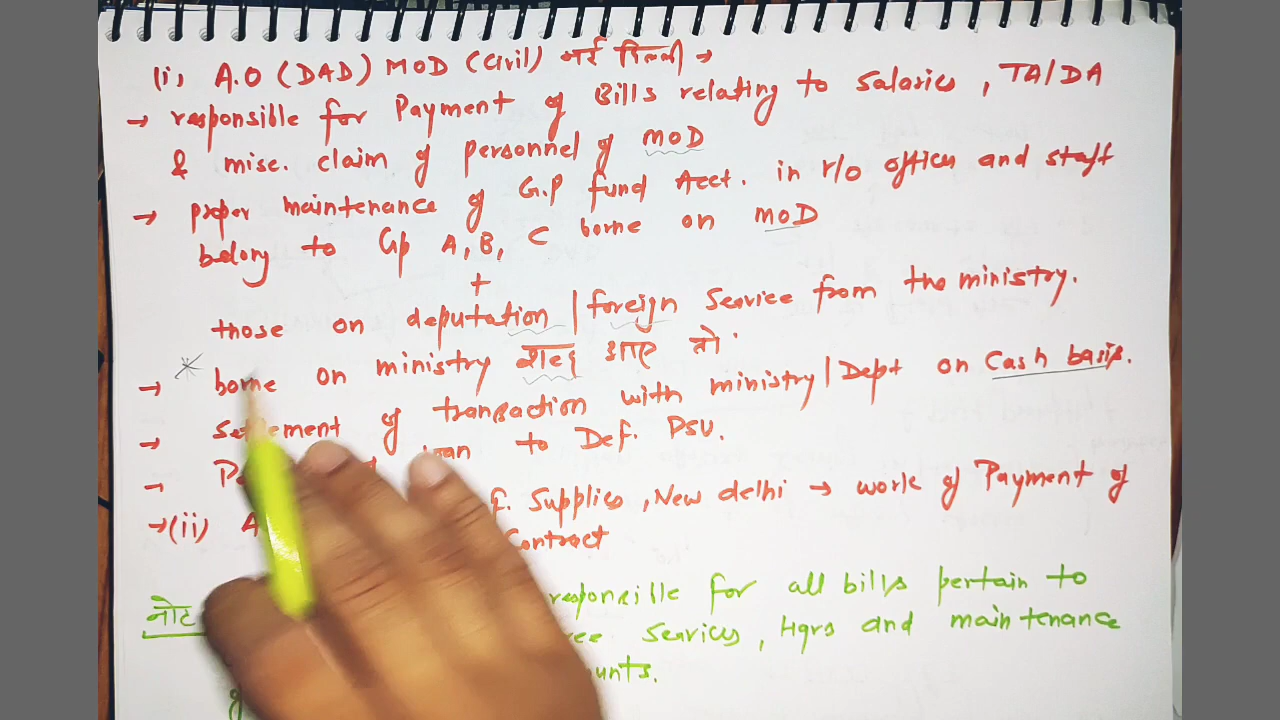 (i) A.O (DAD) MOD (Civil) नई दिल्ली →
→ responsible for Payment of Bills relating to salaries, TA/DA
& misc. claim of personnel of MOD
→ proper maintenance of G.P fund Acct. in r/o officers and staff
belong to Gp A, B, C borne on MOD
+
those on deputation / foreign Service from the ministry.
→ borne on ministry शब्द आए तो
→ Settlement of transaction with ministry / Dept on Cash basis.
→ to Def. PSU.
→ (ii) A Supplies, New delhi → work of Payment of
Contract
नोट responsible for all bills pertain to
Services, Hqrs and maintenance